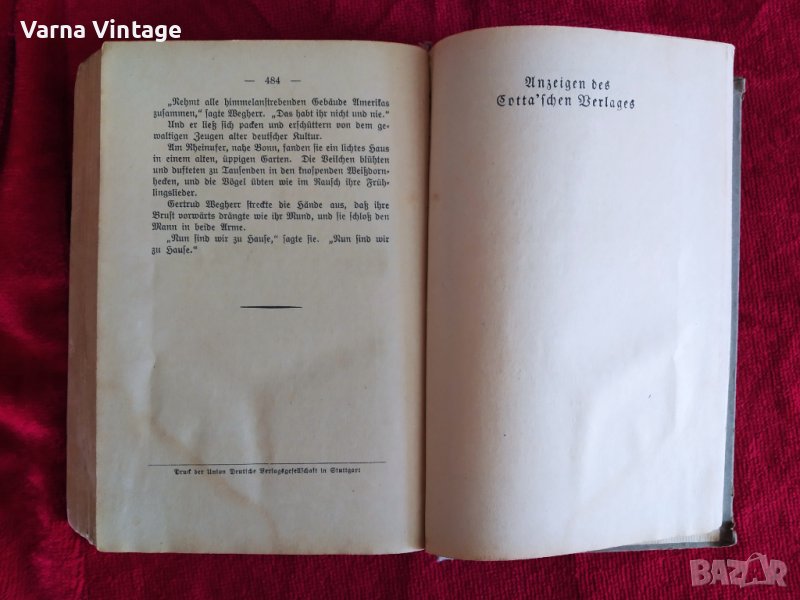 Varna Vintage
— 484 —
„Nehmt alle himmelanstrebenden Gebäude Amerikas
zusammen,“ sagte Wegherr. „Das habt ihr nicht und nie.“
Und er ließ sich packen und erschüttern von dem ge-
waltigen Zeugen alter deutscher Kultur.
Am Rheinufer, nahe Bonn, fanden sie ein lichtes Haus
in einem alten, üppigen Garten. Die Veilchen blühten
und dufteten zu Tausenden in den knospenden Weißdorn-
hecken, und die Vögel übten wie im Rausch ihre Früh-
lingslieder.
Gertrud Wegherr streckte die Hände aus, daß ihre
Brust vorwärts drängte wie ihr Mund, und sie schloß den
Mann in beide Arme.
„Nun sind wir zu Hause,“ sagte sie. „Nun sind wir
zu Hause.“
Druck der Union Deutsche Verlagsgesellschaft in Stuttgart
Anzeigen des
Cotta'schen Verlages
BAZAR